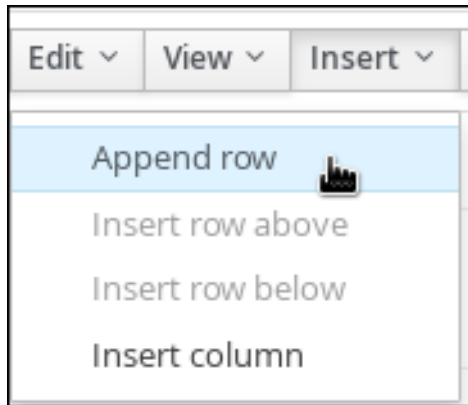 Edit View Insert
Append row
Insert row above
Insert row below
Insert column